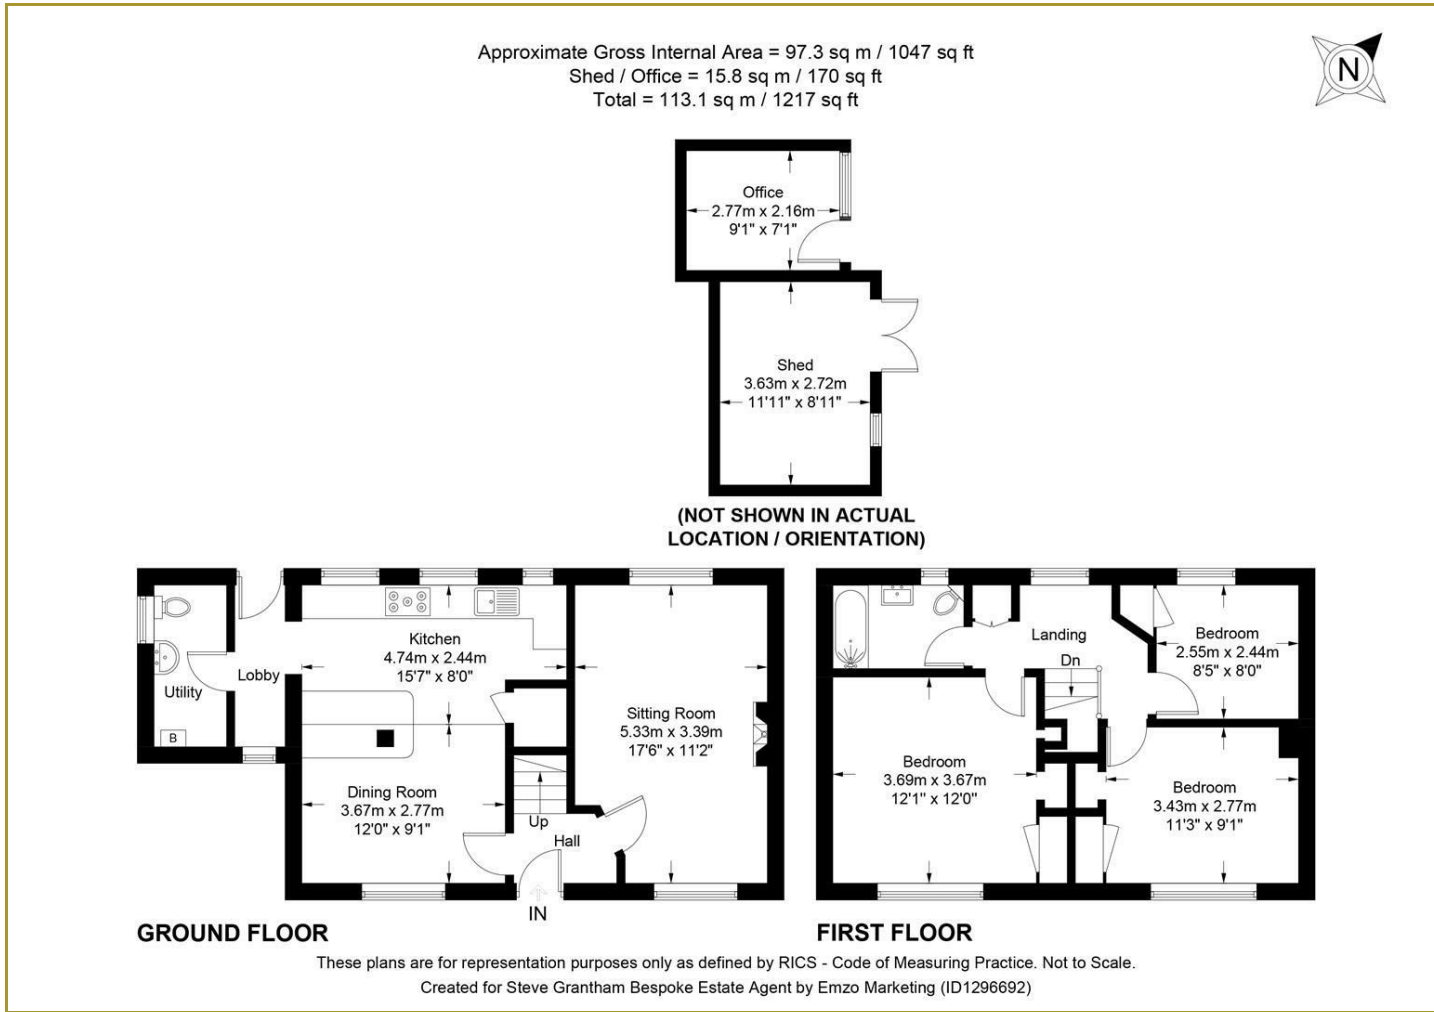 Approximate Gross Internal Area = 97.3 sq m / 1047 sq ft
Shed / Office = 15.8 sq m / 170 sq ft
Total = 113.1 sq m / 1217 sq ft
N
Office
2.77m x 2.16m
9'1" x 7'1"
Shed
3.63m x 2.72m
11'11" x 8'11"
(NOT SHOWN IN ACTUAL
LOCATION / ORIENTATION)
Utility
B
Lobby
Kitchen
4.74m x 2.44m
15'7" x 8'0"
Dining Room
3.67m x 2.77m
12'0" x 9'1"
Up
Hall
IN
Sitting Room
5.33m x 3.39m
17'6" x 11'2"
GROUND FLOOR
Landing
Dn
Bedroom
2.55m x 2.44m
8'5" x 8'0"
Bedroom
3.69m x 3.67m
12'1" x 12'0"
Bedroom
3.43m x 2.77m
11'3" x 9'1"
FIRST FLOOR
These plans are for representation purposes only as defined by RICS - Code of Measuring Practice. Not to Scale.
Created for Steve Grantham Bespoke Estate Agent by Emzo Marketing (ID1296692)